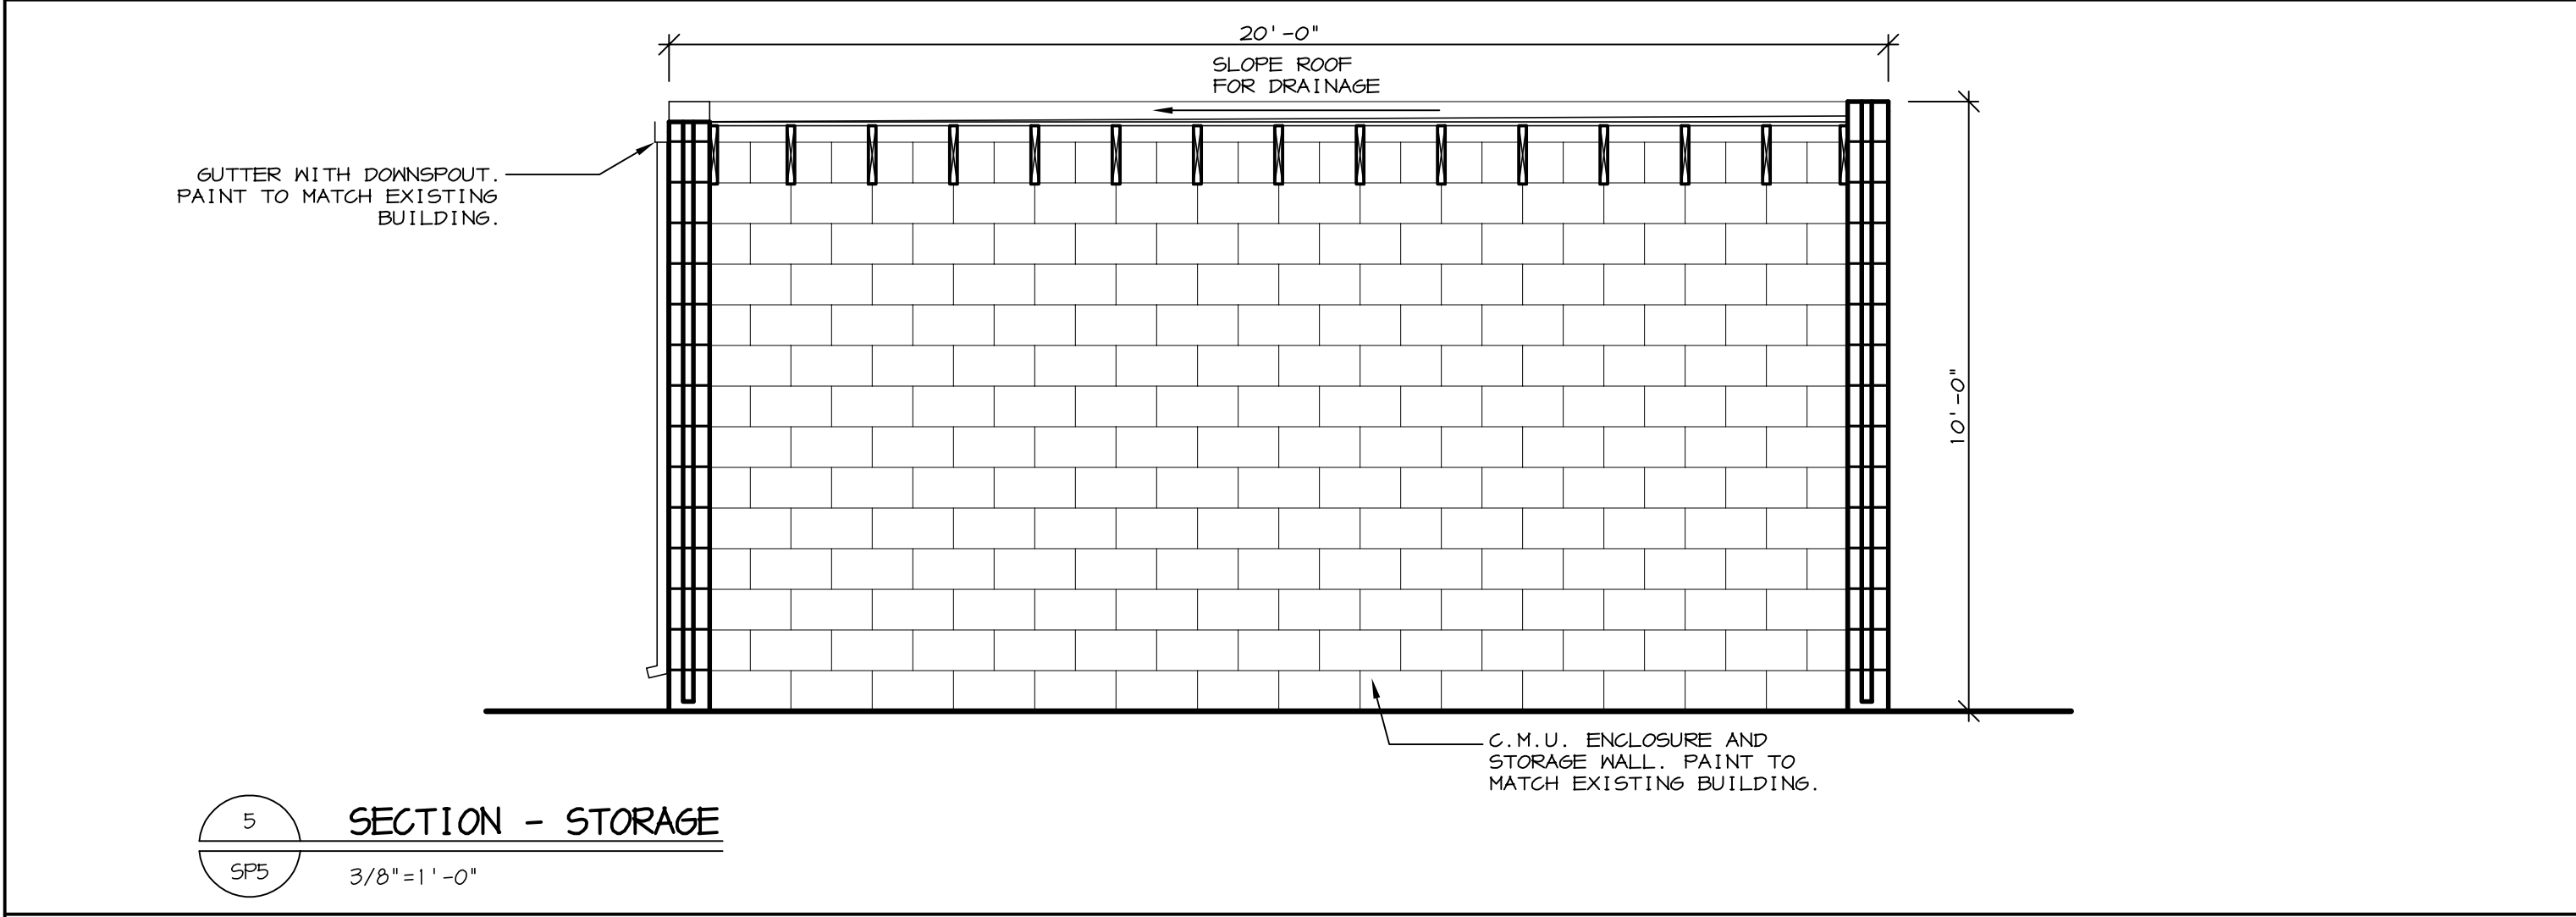 20'-0"
SLOPE ROOF
FOR DRAINAGE
GUTTER WITH DOWNSPOUT.
PAINT TO MATCH EXISTING
BUILDING.
10'-0"
C.M.U. ENCLOSURE AND
STORAGE WALL. PAINT TO
MATCH EXISTING BUILDING.
5
SECTION - STORAGE
SP5
3/8"=1'-0"